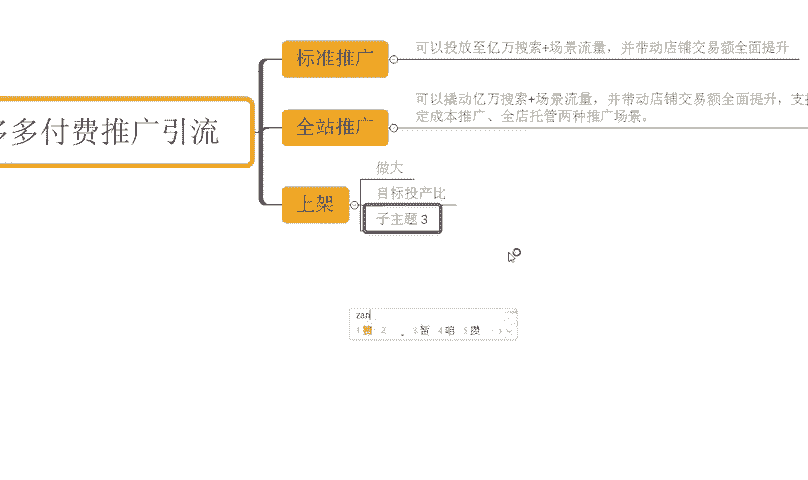 多付费推广引流
标准推广
可以投放至亿万搜索+场景流量，并带动店铺交易额全面提升
全站推广
可以撬动亿万搜索+场景流量，并带动店铺交易额全面提升，支
定成本推广、全店托管两种推广场景。
上架
做大
目标投产比
子主题 3
zan
1 2 3 暂 4 咱 5 攒